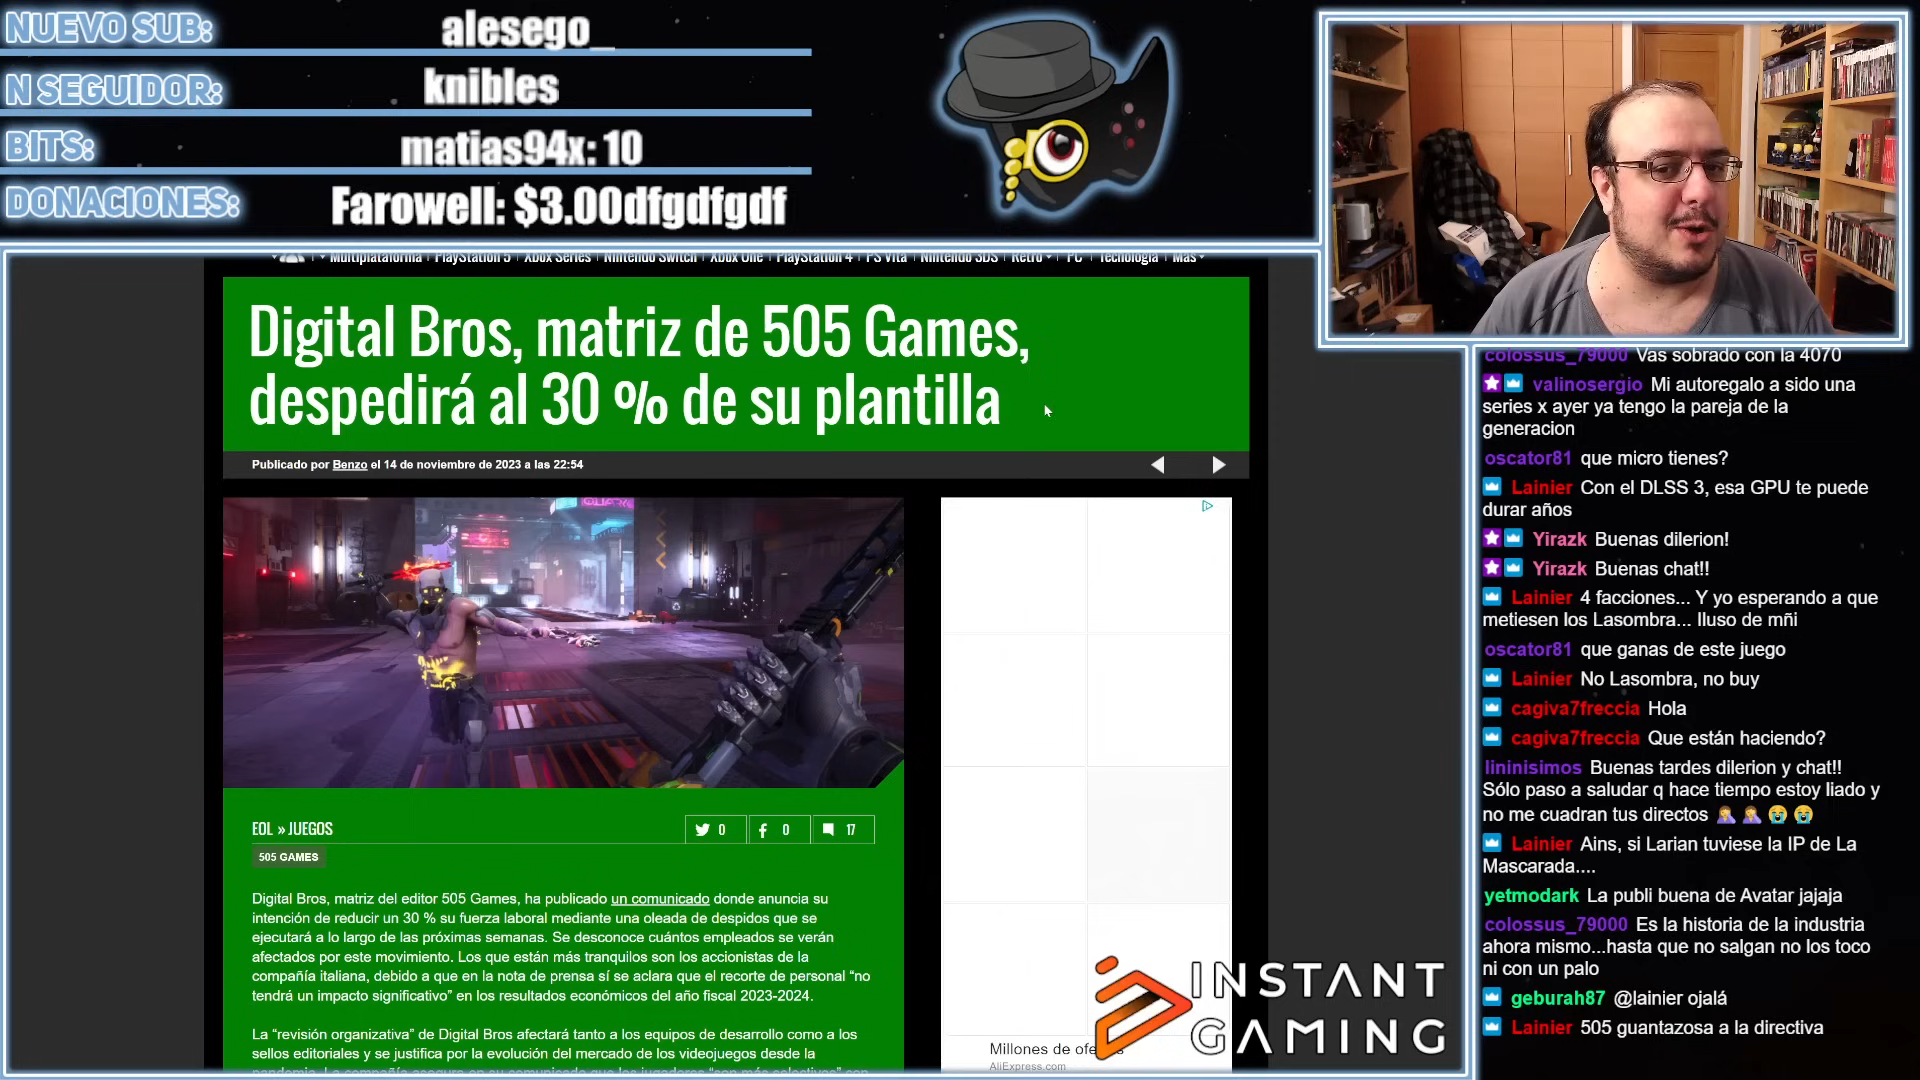 NUEVO SUB: alesego_
N SEGUIDOR: knibles
BITS: matias94x: 10
DONACIONES: Farowell: $3.00dfgdfgdf
Multiplataforma PlayStation 5 Xbox Series Nintendo Switch Xbox One PlayStation 4 PS Vita Nintendo 3DS Retro PC Tecnología Más
Digital Bros, matriz de 505 Games,
despedirá al 30 % de su plantilla
Publicado por Benzo el 14 de noviembre de 2023 a las 22:54
EOL » JUEGOS
0
0
17
505 GAMES
Digital Bros, matriz del editor 505 Games, ha publicado un comunicado donde anuncia su
intención de reducir un 30 % su fuerza laboral mediante una oleada de despidos que se
ejecutará a lo largo de las próximas semanas. Se desconoce cuántos empleados se verán
afectados por este movimiento. Los que están más tranquilos son los accionistas de la
compañía italiana, debido a que en la nota de prensa sí se aclara que el recorte de personal “no
tendrá un impacto significativo” en los resultados económicos del año fiscal 2023-2024.
La “revisión organizativa” de Digital Bros afectará tanto a los equipos de desarrollo como a los
sellos editoriales y se justifica por la evolución del mercado de los videojuegos desde la
Millones de
AliExpress.com
INSTANT
GAMING
colossus_79000 Vas sobrado con la 4070
valinosergio Mi autoregalo a sido una
series x ayer ya tengo la pareja de la
generacion
oscator81 que micro tienes?
Lainier Con el DLSS 3, esa GPU te puede
durar años
Yirazk Buenas dilerion!
Yirazk Buenas chat!!
Lainier 4 facciones... Y yo esperando a que
metiesen los Lasombra... Iluso de mñi
oscator81 que ganas de este juego
Lainier No Lasombra, no buy
cagiva7freccia Hola
cagiva7freccia Que están haciendo?
lininisimos Buenas tardes dilerion y chat!!
Sólo paso a saludar q hace tiempo estoy liado y
no me cuadran tus directos 🤦‍♀️ 🤦‍♀️ 😭 😭
Lainier Ains, si Larian tuviese la IP de La
Mascarada....
yetmodark La publi buena de Avatar jajaja
colossus_79000 Es la historia de la industria
ahora mismo...hasta que no salgan no los toco
ni con un palo
geburah87 @lainier ojalá
Lainier 505 guantazosa a la directiva